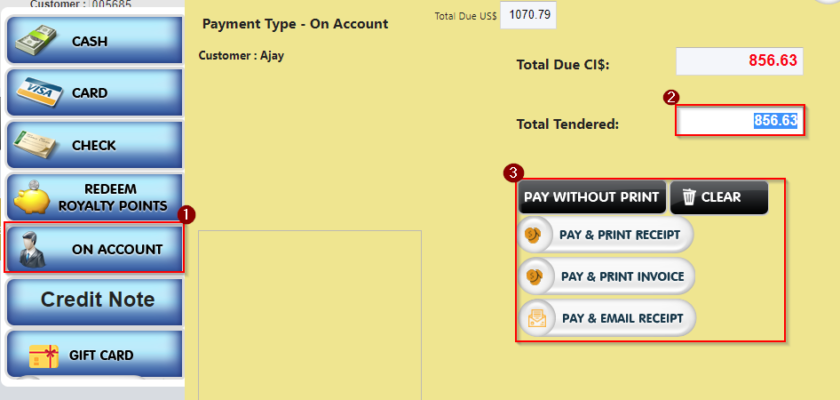 Customer : 005685
Payment Type - On Account
Total Due US$ 1070.79
Customer : Ajay
CASH
VISA
CARD
CHECK
REDEEM
ROYALTY POINTS
1
ON ACCOUNT
Credit Note
GIFT CARD
Total Due CI$: 856.63
2
Total Tendered: 856.63
3
PAY WITHOUT PRINT CLEAR
PAY & PRINT RECEIPT
PAY & PRINT INVOICE
PAY & EMAIL RECEIPT